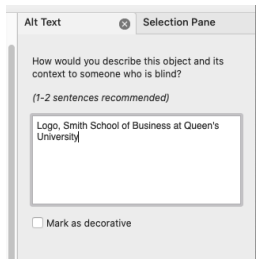 Alt Text
Selection Pane
How would you describe this object and its
context to someone who is blind?
(1-2 sentences recommended)
Logo, Smith School of Business at Queen's
University
Mark as decorative